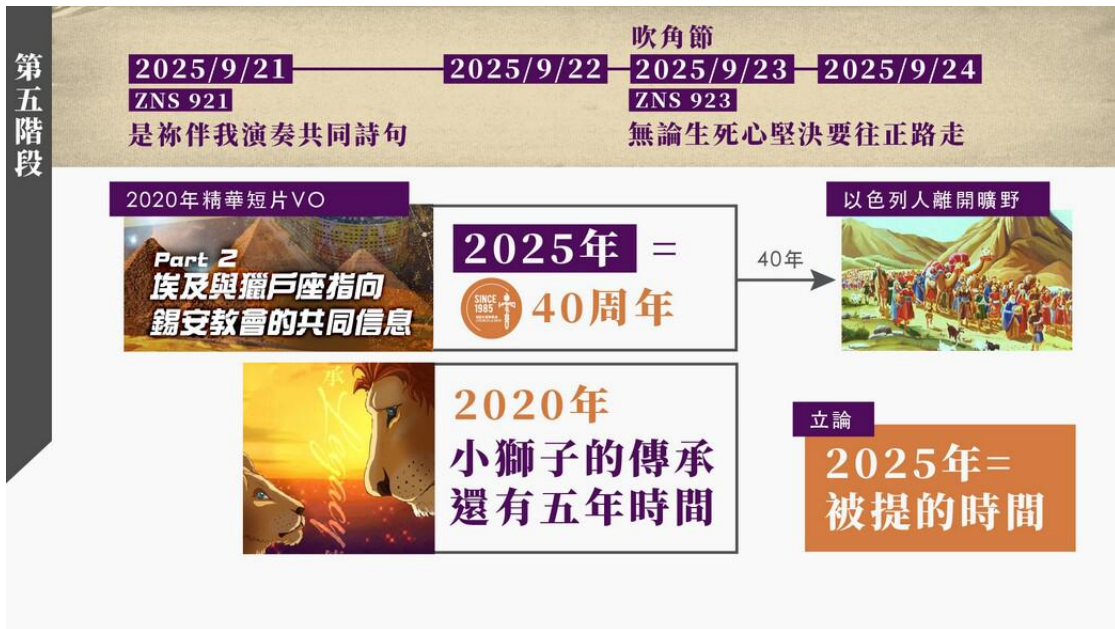 第五階段
吹角節
2025/9/21
2025/9/22
2025/9/23
2025/9/24
ZNS 921
ZNS 923
是祢伴我演奏共同詩句
無論生死心堅決要往正路走
2020年精華短片VO
Part 2
埃及與獵戶座指向
錫安教會的共同信息
2025年 =
SINCE
1985
40周年
40年
以色列人離開曠野
承
Legacy
2020年
小獅子的傳承
還有五年時間
立論
2025年=
被提的時間